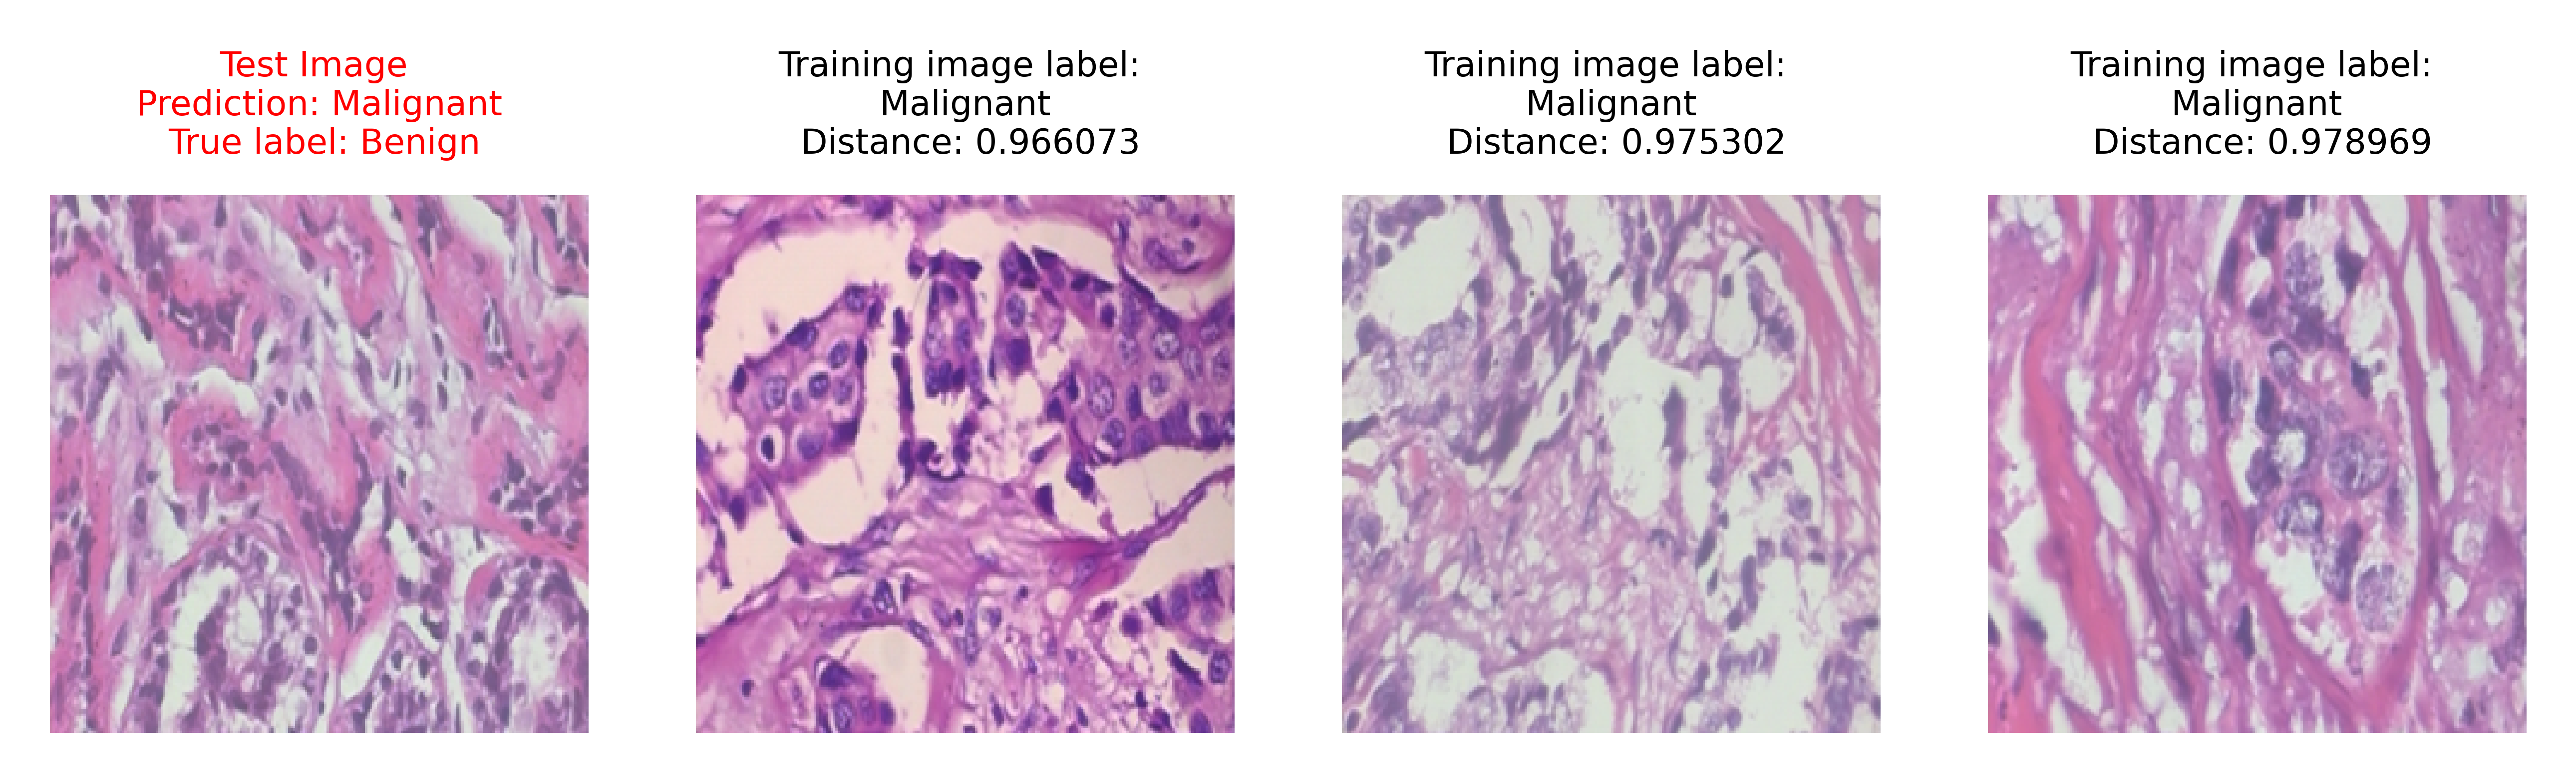 Test Image
Prediction: Malignant
True label: Benign
Training image label:
Malignant
Distance: 0.966073
Training image label:
Malignant
Distance: 0.975302
Training image label:
Malignant
Distance: 0.978969